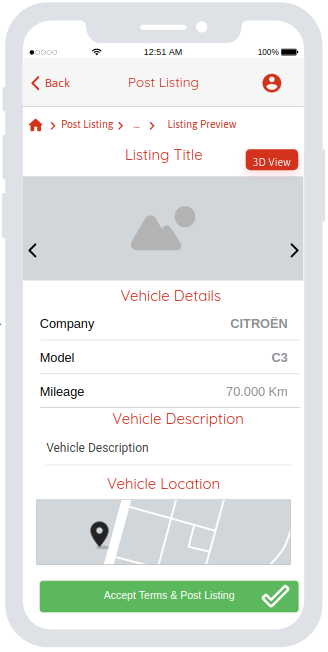 12:51 AM 100%
Back Post Listing
Post Listing ... Listing Preview
Listing Title
3D View
Vehicle Details
Company CITROËN
Model C3
Mileage 70.000 Km
Vehicle Description
Vehicle Description
Vehicle Location
Accept Terms & Post Listing